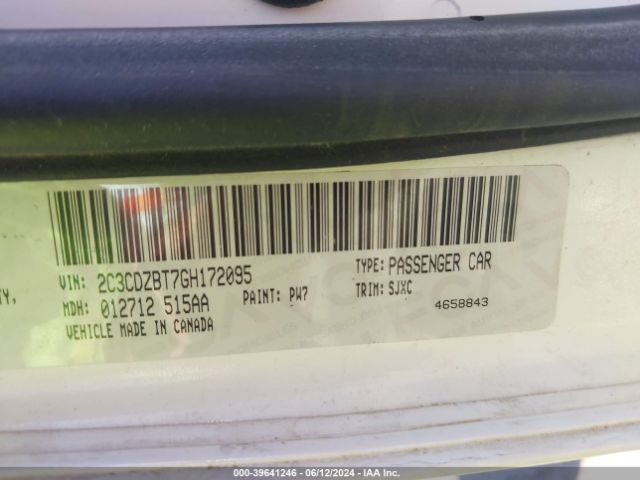 VIN: 2C3CDZBT7GH172095 TYPE: PASSENGER CAR
TY, MDH: 012712 515AA PAINT: PW7 TRIM: SJXC
VEHICLE MADE IN CANADA 4658843
000-39641246 - 06/12/2024 - IAA Inc.